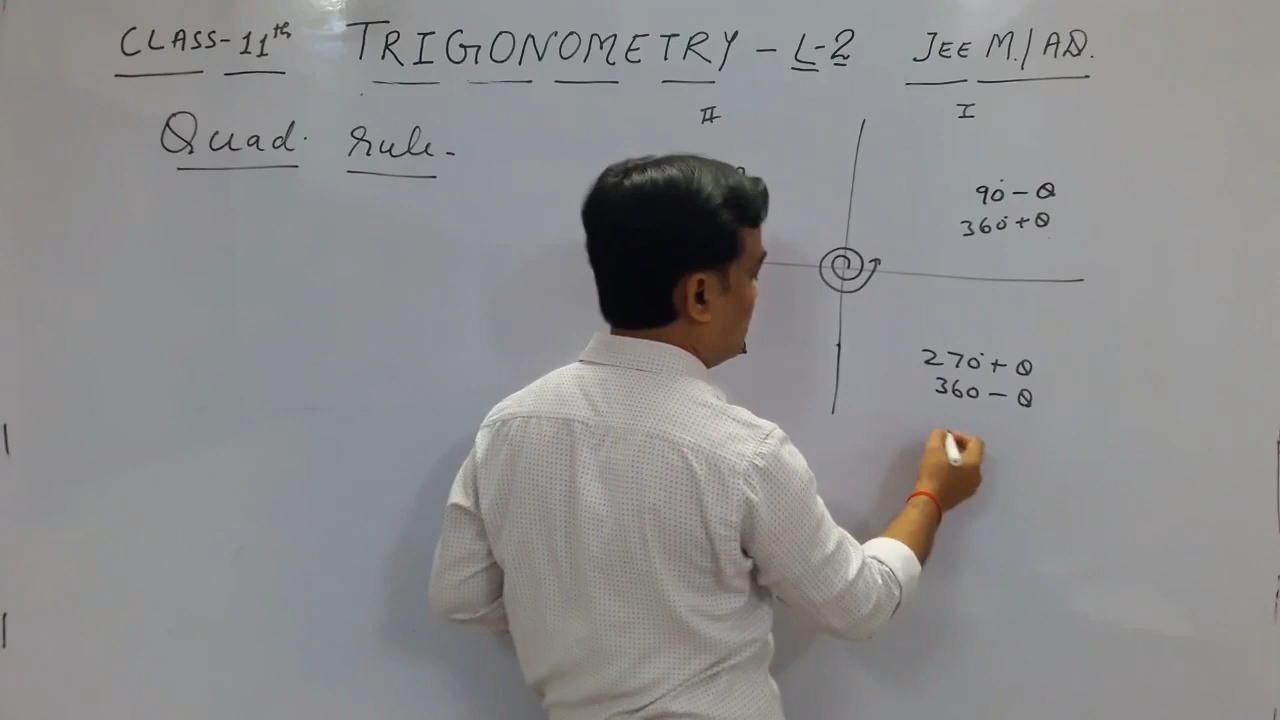 CLASS-11th TRIGONOMETRY - L-2 JEE M./AD.
Quad. rule.
II I
90° - θ
360° + θ
270° + θ
360 - θ